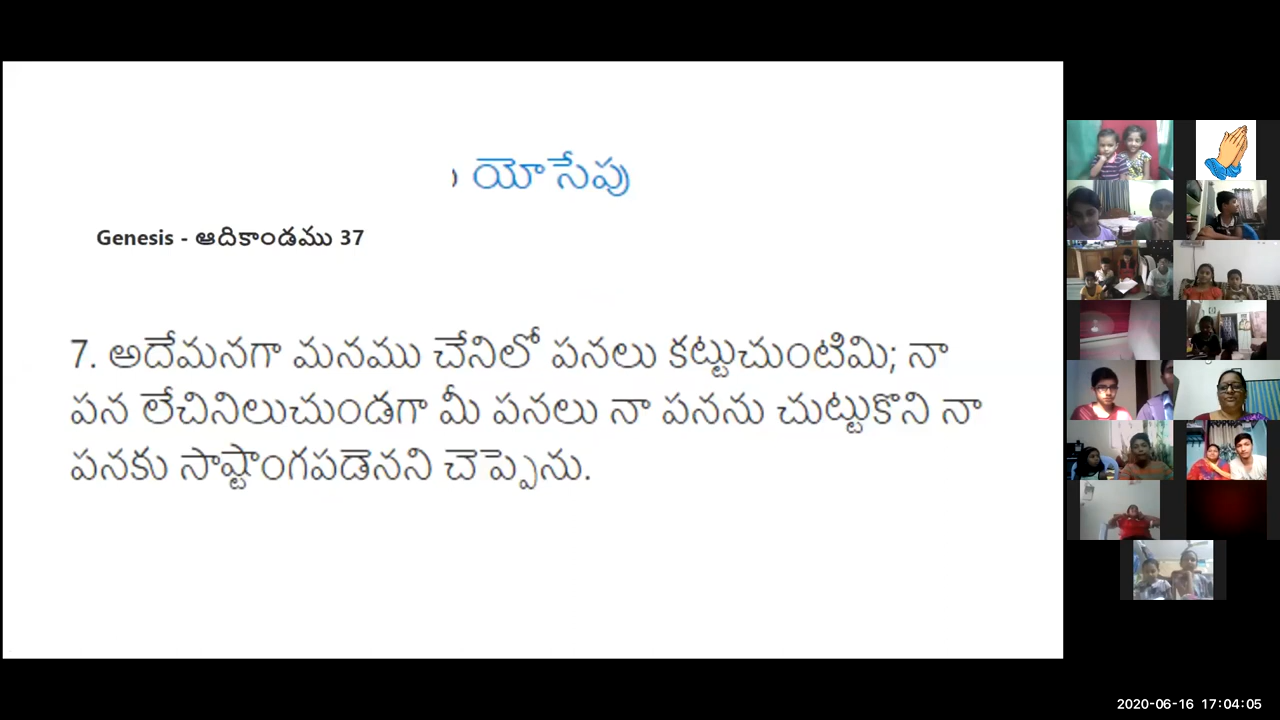 యోసేపు
Genesis - ఆదికాండము 37
7. అదేమనగా మనము చేనిలో పనలు కట్టుచుంటిమి; నా
పన లేచినిలుచుండగా మీ పనలు నా పనను చుట్టుకొని నా
పనకు సాష్టాంగపడెనని చెప్పెను.
2020-06-16 17:04:05